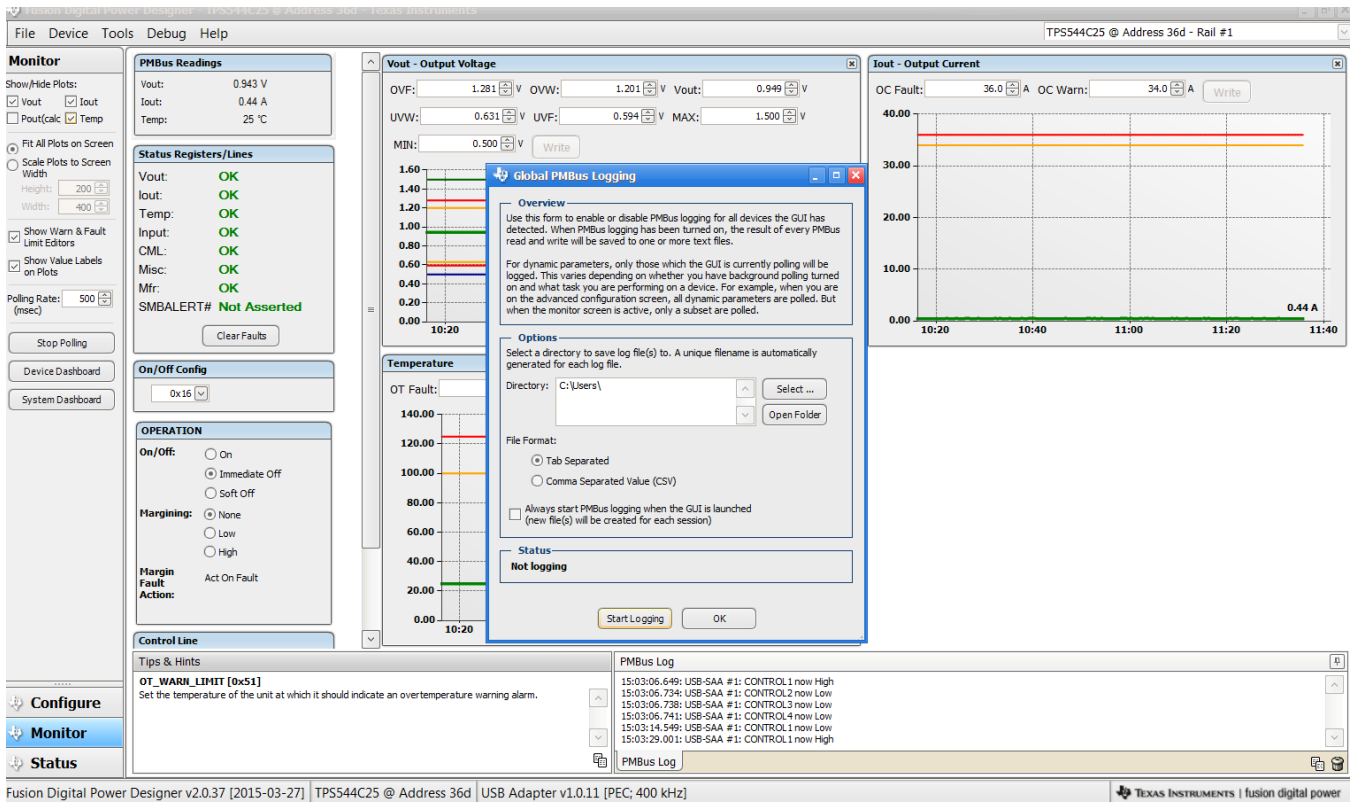 Fusion Digital Power Designer - TPS544C25 @ Address 36d - Texas Instruments
File Device Tools Debug Help
TPS544C25 @ Address 36d - Rail #1
Monitor
Show/Hide Plots:
Vout Iout
Pout(calc Temp
Fit All Plots on Screen
Scale Plots to Screen
Width
Height: 200
Width: 400
Show Warn & Fault
Limit Editors
Show Value Labels
on Plots
Polling Rate: 500
(msec)
Stop Polling
Device Dashboard
System Dashboard
Configure
Monitor
Status
PMBus Readings
Vout: 0.943 V
Iout: 0.44 A
Temp: 25 °C
Status Registers/Lines
Vout: OK
Iout: OK
Temp: OK
Input: OK
CML: OK
Misc: OK
Mfr: OK
SMBALERT# Not Asserted
Clear Faults
On/Off Config
0x16
OPERATION
On/Off: On
Immediate Off
Soft Off
Margining: None
Low
High
Margin
Fault
Action:
Act On Fault
Control Line
Vout - Output Voltage
OVF: 1.281 V OVW: 1.201 V Vout: 0.949 V
UVW: 0.631 V UVF: 0.594 V MAX: 1.500 V
MIN: 0.500 V Write
1.60
1.40
1.20
1.00
0.80
0.60
0.40
0.20
0.00
10:20
Temperature
OT Fault:
140.00
120.00
100.00
80.00
60.00
40.00
20.00
0.00
10:20
Global PMBus Logging
Overview
Use this form to enable or disable PMBus logging for all devices the GUI has
detected. When PMBus logging has been turned on, the result of every PMBus
read and write will be saved to one or more text files.
For dynamic parameters, only those which the GUI is currently polling will be
logged. This varies depending on whether you have background polling turned
on and what task you are performing on a device. For example, when you are
on the advanced configuration screen, all dynamic parameters are polled. But
when the monitor screen is active, only a subset are polled.
Options
Select a directory to save log file(s) to. A unique filename is automatically
generated for each log file.
Directory: C:\Users\
Select ...
Open Folder
File Format:
Tab Separated
Comma Separated Value (CSV)
Always start PMBus logging when the GUI is launched
(new file(s) will be created for each session)
Status
Not logging
Start Logging OK
Iout - Output Current
OC Fault: 36.0 A OC Warn: 34.0 A Write
40.00
30.00
20.00
10.00
0.00
0.44 A
10:20 10:40 11:00 11:20 11:40
Tips & Hints
OT_WARN_LIMIT [0x51]
Set the temperature of the unit at which it should indicate an overtemperature warning alarm.
PMBus Log
15:03:06.649: USB-SAA #1: CONTROL1 now High
15:03:06.734: USB-SAA #1: CONTROL2 now Low
15:03:06.738: USB-SAA #1: CONTROL3 now Low
15:03:06.741: USB-SAA #1: CONTROL4 now Low
15:03:14.549: USB-SAA #1: CONTROL1 now Low
15:03:29.001: USB-SAA #1: CONTROL1 now High
PMBus Log
Fusion Digital Power Designer v2.0.37 [2015-03-27] TPS544C25 @ Address 36d USB Adapter v1.0.11 [PEC; 400 kHz]
TEXAS INSTRUMENTS | fusion digital power